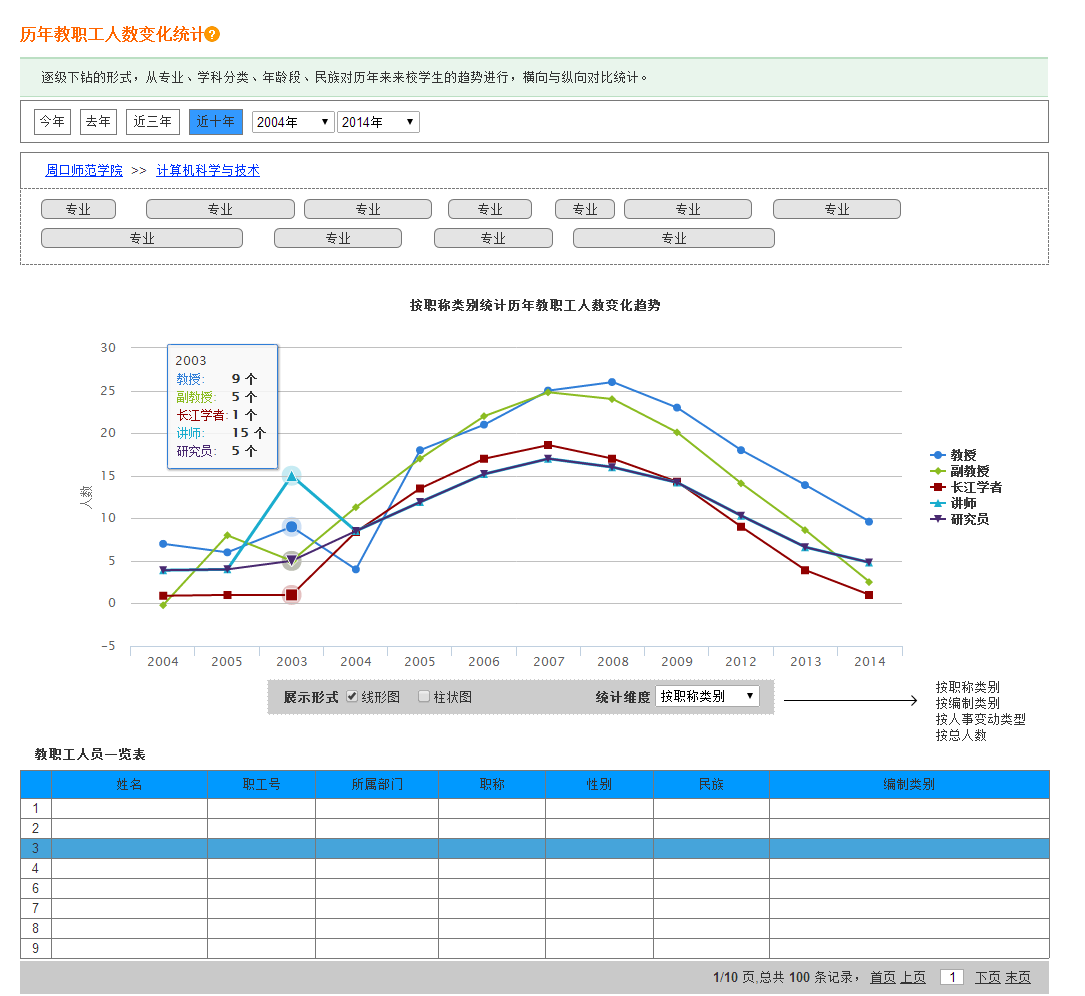 历年教职工人数变化统计?
逐级下钻的形式，从专业、学科分类、年龄段、民族对历年来来校学生的趋势进行，横向与纵向对比统计。
今年 去年 近三年 近十年 2004年 2014年
周口师范学院 >> 计算机科学与技术
专业 专业 专业 专业 专业 专业 专业
专业 专业 专业 专业
按职称类别统计历年教职工人数变化趋势
30
25
20
15
10
5
0
-5
人数
2003
教授: 9 个
副教授: 5 个
长江学者: 1 个
讲师: 15 个
研究员: 5 个
教授
副教授
长江学者
讲师
研究员
2004 2005 2003 2004 2005 2006 2007 2008 2009 2012 2013 2014
展示形式 线形图 柱状图 统计维度 按职称类别
按职称类别
按编制类别
按人事变动类型
按总人数
教职工人员一览表
姓名 职工号 所属部门 职称 性别 民族 编制类别
1
2
3
4
6
7
8
9
1/10 页,总共 100 条记录， 首页 上页 1 下页 末页